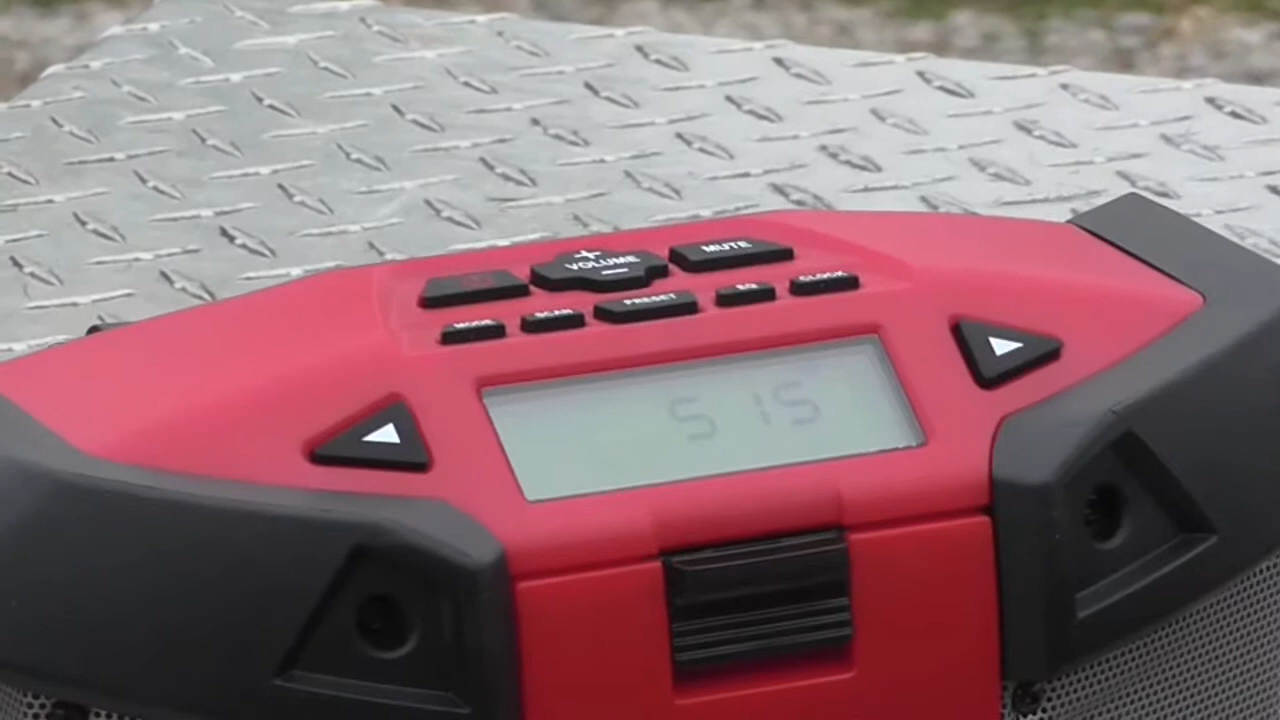 +
VOLUME
—
MUTE
MODE
SCAN
PRESET
EQ
CLOCK
5 15